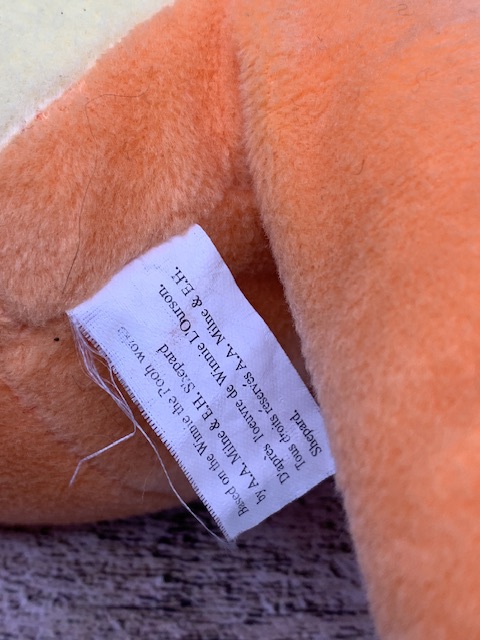 Based on the Winnie the Pooh works
by A.A. Milne & E.H. Shepard
D'après l'oeuvre de Winnie L'Ourson.
Tous droits resérvés A.A. Milne & E.H.
Shepard.